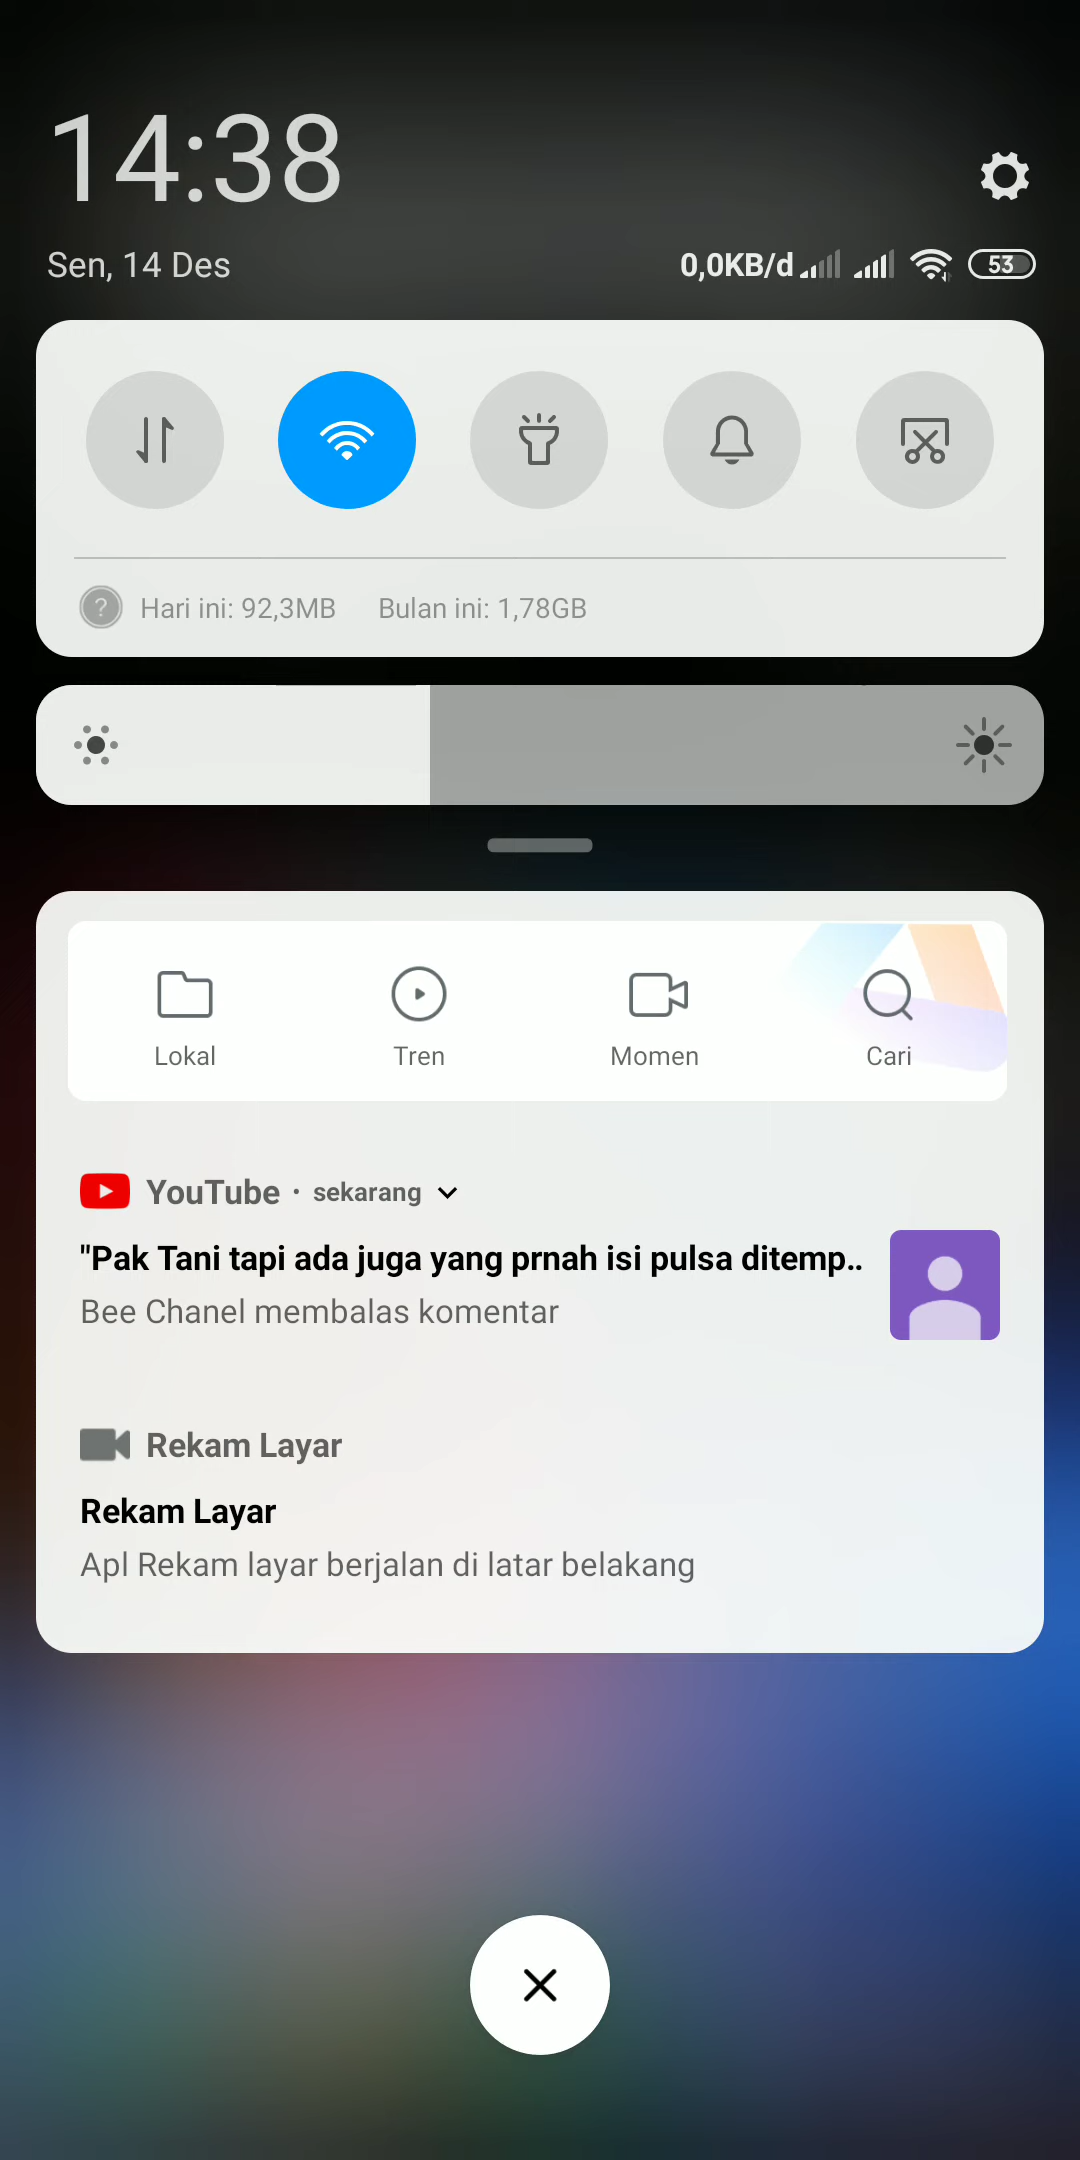 14:38
Sen, 14 Des
0,0KB/d
53
Hari ini: 92,3MB Bulan ini: 1,78GB
Lokal Tren Momen Cari
YouTube · sekarang
"Pak Tani tapi ada juga yang prnah isi pulsa ditemp..
Bee Chanel membalas komentar
Rekam Layar
Rekam Layar
Apl Rekam layar berjalan di latar belakang